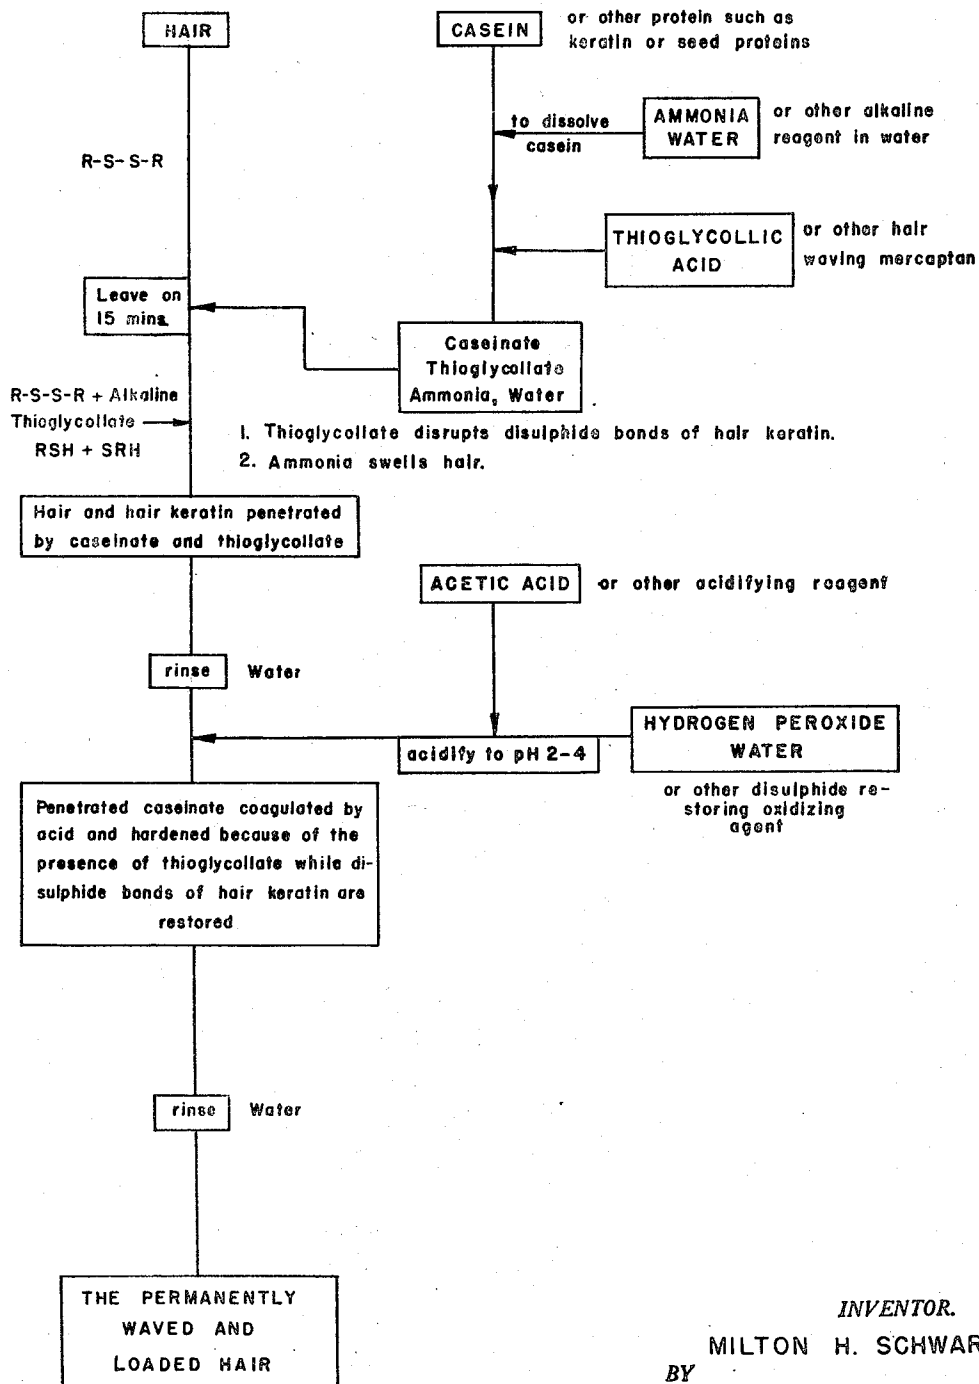 HAIR
CASEIN
or other protein such as
keratin or seed proteins
to dissolve
casein
AMMONIA
WATER
or other alkaline
reagent in water
R-S-S-R
THIOGLYCOLLIC
ACID
or other hair
waving mercaptan
Leave on
15 mins.
Caseinate
Thioglycollate
Ammonia, Water
R-S-S-R + Alkaline
Thioglycollate
RSH + SRH
1. Thioglycollate disrupts disulphide bonds of hair keratin.
2. Ammonia swells hair.
Hair and hair keratin penetrated
by caseinate and thioglycollate
ACETIC ACID
or other acidifying reagent
rinse
Water
acidify to pH 2-4
HYDROGEN PEROXIDE
WATER
or other disulphide re-
storing oxidizing
agent
Penetrated caseinate coagulated by
acid and hardened because of the
presence of thioglycollate while di-
sulphide bonds of hair keratin are
restored
rinse
Water
THE PERMANENTLY
WAVED AND
LOADED HAIR
INVENTOR.
MILTON H. SCHWAR
BY